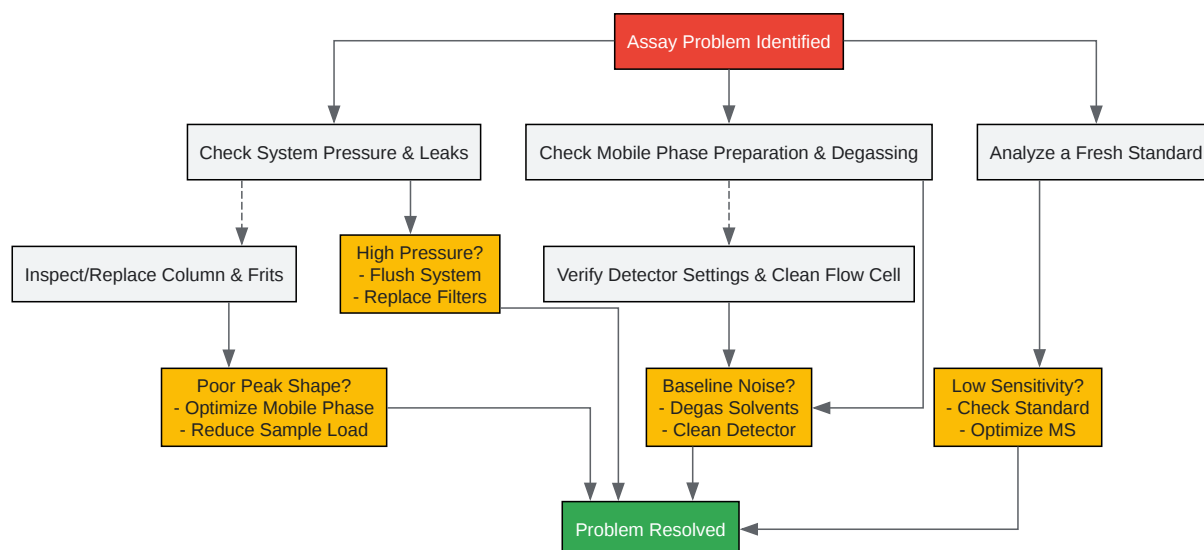 Assay Problem Identified
Check System Pressure & Leaks
Check Mobile Phase Preparation & Degassing
Analyze a Fresh Standard
Inspect/Replace Column & Frits
High Pressure?
- Flush System
- Replace Filters
Verify Detector Settings & Clean Flow Cell
Poor Peak Shape?
- Optimize Mobile Phase
- Reduce Sample Load
Baseline Noise?
- Degas Solvents
- Clean Detector
Low Sensitivity?
- Check Standard
- Optimize MS
Problem Resolved